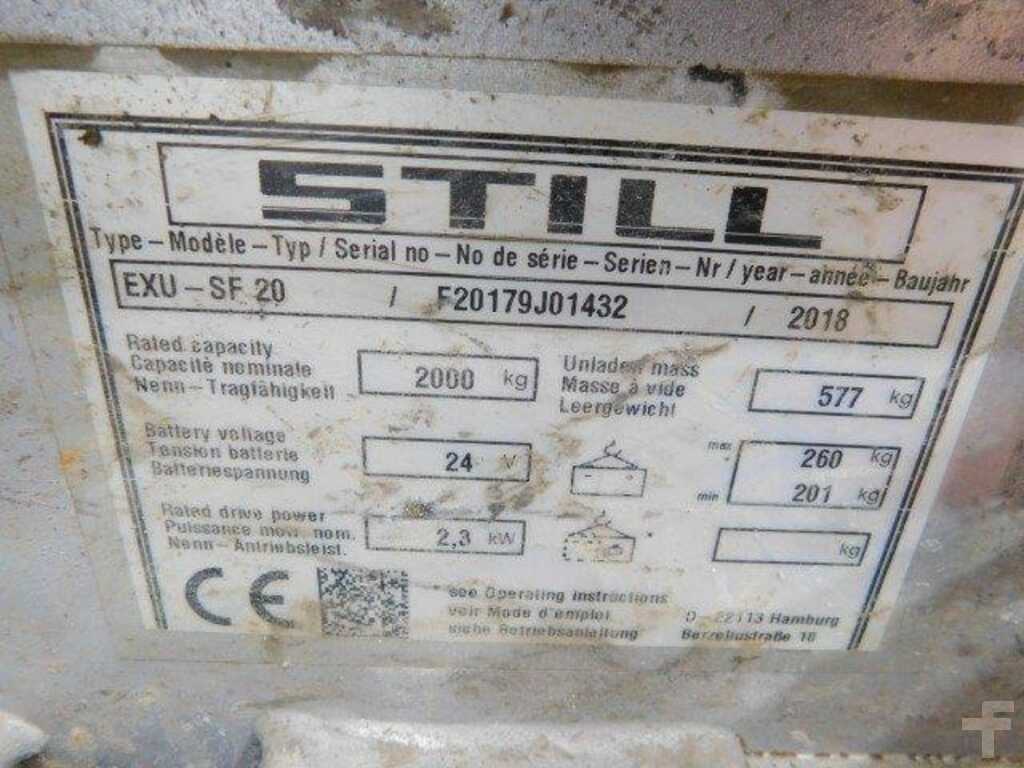 STILL
Type – Modèle – Typ / Serial no – No de série – Serien – Nr / year – année – Baujahr
EXU – SF 20 / F20179J01432 / 2018
Rated capacity
Capacité nominale
Nenn – Tragfähigkeit
2000 kg
Unladen mass
Masse à vide
Leergewicht
577 kg
Battery voltage
Tension batterie
Batteriespannung
24 V
max 260 kg
min 201 kg
Rated drive power
Puissance mot. nom.
Nenn – Antriebsleist.
2,3 kW
* kg
CE
see Operating instructions
voir Mode d'emploi
siehe Betriebsanleitung
D – 22113 Hamburg
Berzeliusstraße 10